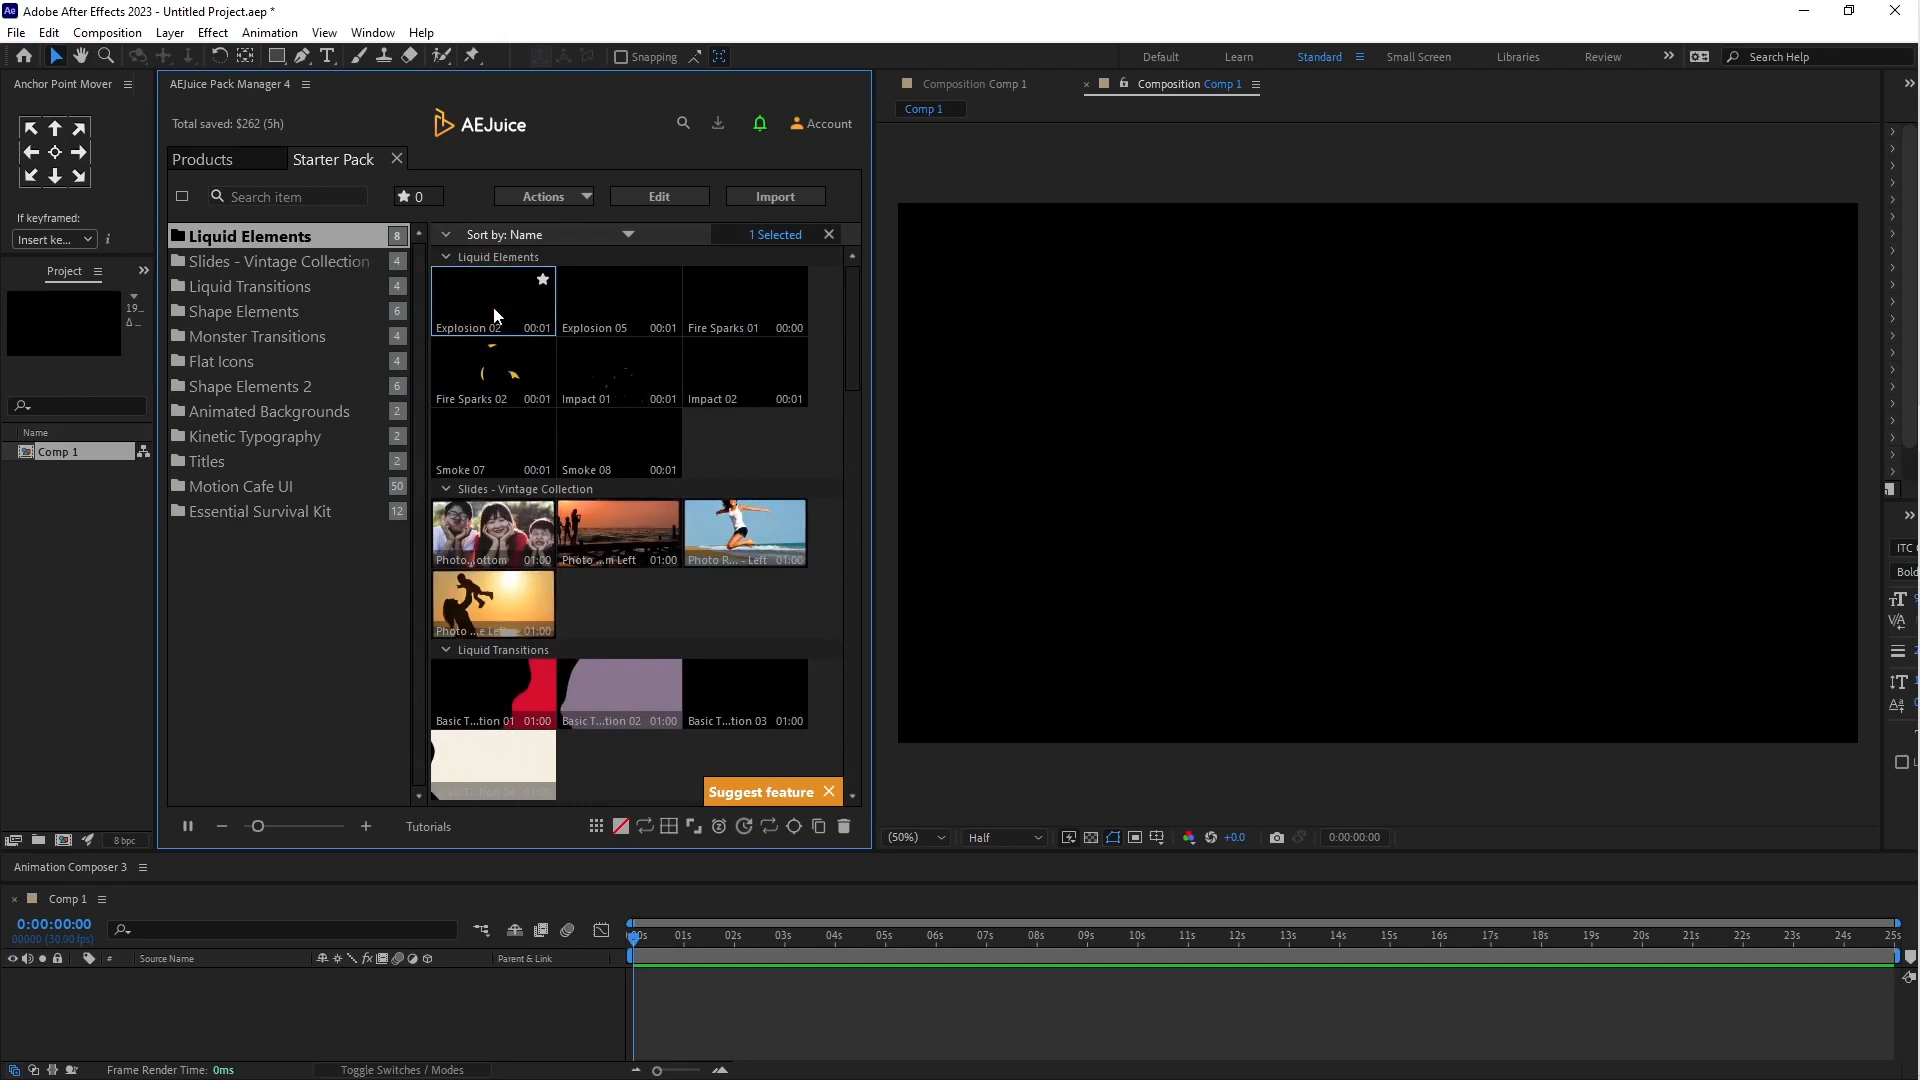 Adobe After Effects 2023 - Untitled Project.aep *
File Edit Composition Layer Effect Animation View Window Help
Snapping Default Learn Standard Small Screen Libraries Review Search Help
Anchor Point Mover
If keyframed:
Insert ke...
Project
19...
Name
Comp 1
8 bpc
AEJuice Pack Manager 4
Total saved: $262 (5h)
AEJuice
Account
Products Starter Pack
Search item 0 Actions Edit Import
Liquid Elements 8
Slides - Vintage Collection 4
Liquid Transitions 4
Shape Elements 6
Monster Transitions 4
Flat Icons 4
Shape Elements 2 6
Animated Backgrounds 2
Kinetic Typography 2
Titles 2
Motion Cafe UI 50
Essential Survival Kit 12
Sort by: Name 1 Selected
Liquid Elements
Explosion 02 00:01 Explosion 05 00:01 Fire Sparks 01 00:00
Fire Sparks 02 00:01 Impact 01 00:01 Impact 02 00:01
Smoke 07 00:01 Smoke 08 00:01
Slides - Vintage Collection
Photo...ottom 01:00 Photo ...m Left 01:00 Photo R... - Left 01:00
Photo ...e Left 01:00
Liquid Transitions
Basic T...tion 01 01:00 Basic T...tion 02 01:00 Basic T...tion 03 01:00
Suggest feature
Tutorials
Composition Comp 1 Composition Comp 1
Comp 1
(50%) Half +0.0 0:00:00:00
ITC
Bold
Animation Composer 3
Comp 1
0:00:00:00
00000 (30.00 fps)
# Source Name Parent & Link
00s 01s 02s 03s 04s 05s 06s 07s 08s 09s 10s 11s 12s 13s 14s 15s 16s 17s 18s 19s 20s 21s 22s 23s 24s 25s
Frame Render Time: 0ms Toggle Switches / Modes